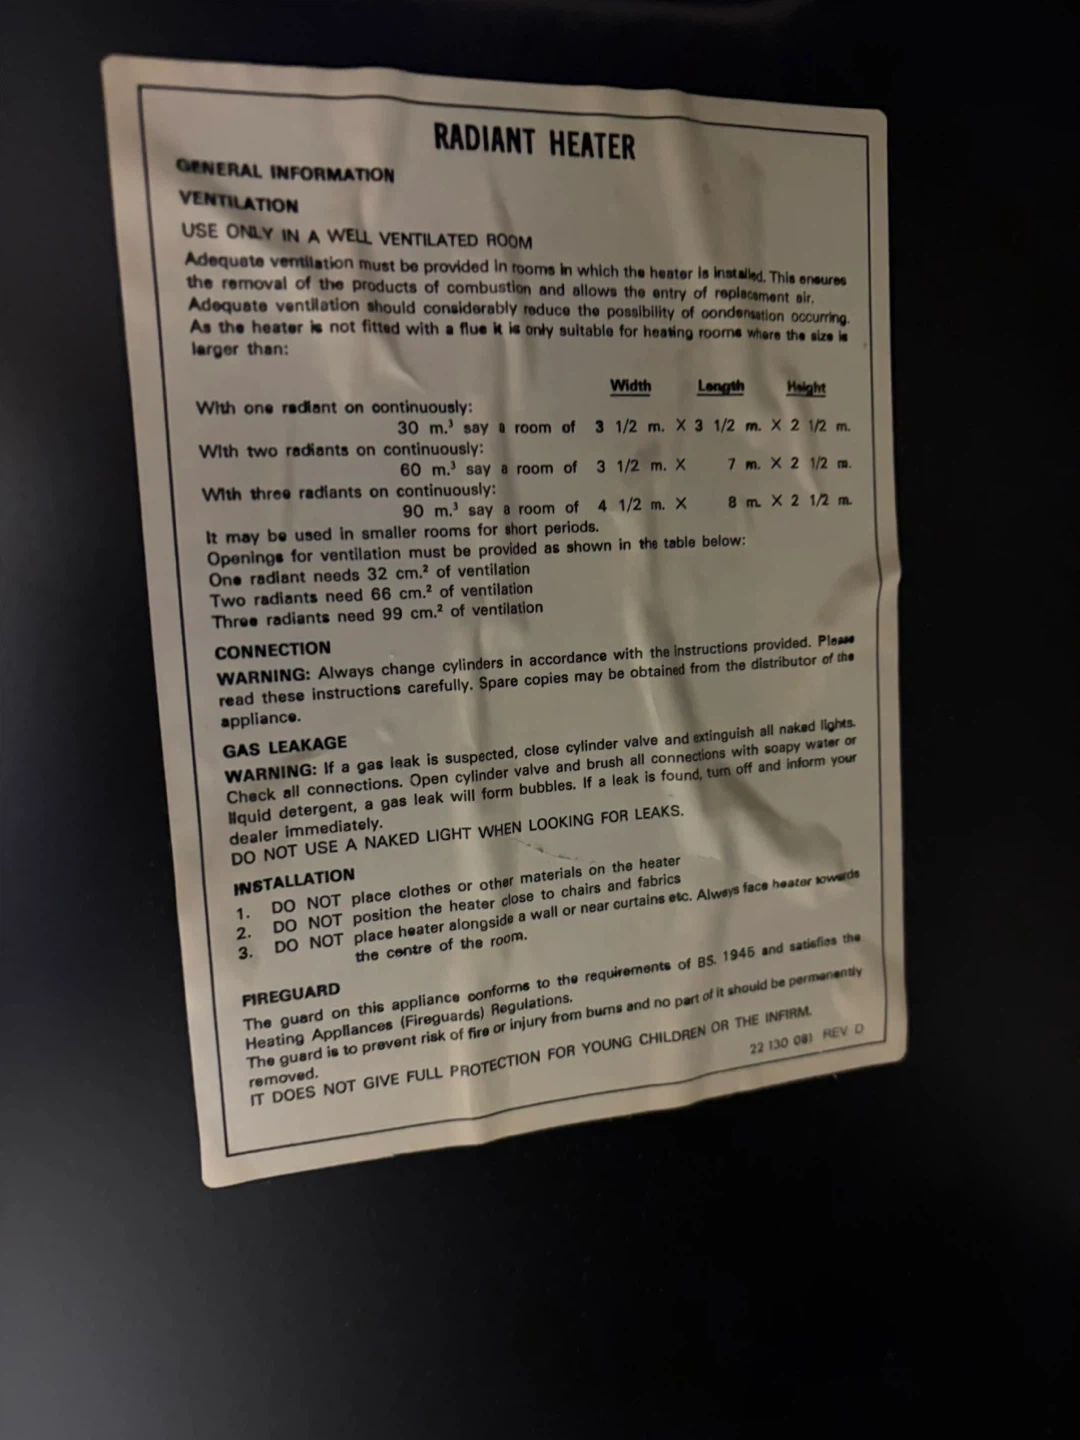 RADIANT HEATER
GENERAL INFORMATION
VENTILATION
USE ONLY IN A WELL VENTILATED ROOM
Adequate ventilation must be provided in rooms in which the heater is installed. This ensures
the removal of the products of combustion and allows the entry of replacement air.
Adequate ventilation should considerably reduce the possibility of condensation occurring.
As the heater is not fitted with a flue it is only suitable for heating rooms where the size is
larger than:
Width Length Height
With one radiant on continuously:
30 m.³ say a room of 3 1/2 m. X 3 1/2 m. X 2 1/2 m.
With two radiants on continuously:
60 m.³ say a room of 3 1/2 m. X 7 m. X 2 1/2 m.
With three radiants on continuously:
90 m.³ say a room of 4 1/2 m. X 8 m. X 2 1/2 m.
It may be used in smaller rooms for short periods.
Openings for ventilation must be provided as shown in the table below:
One radiant needs 32 cm.² of ventilation
Two radiants need 66 cm.² of ventilation
Three radiants need 99 cm.² of ventilation
CONNECTION
WARNING: Always change cylinders in accordance with the instructions provided. Please
read these instructions carefully. Spare copies may be obtained from the distributor of the
appliance.
GAS LEAKAGE
WARNING: If a gas leak is suspected, close cylinder valve and extinguish all naked lights.
Check all connections. Open cylinder valve and brush all connections with soapy water or
liquid detergent, a gas leak will form bubbles. If a leak is found, turn off and inform your
dealer immediately.
DO NOT USE A NAKED LIGHT WHEN LOOKING FOR LEAKS.
INSTALLATION
1. DO NOT place clothes or other materials on the heater
2. DO NOT position the heater close to chairs and fabrics
3. DO NOT place heater alongside a wall or near curtains etc. Always face heater towards
the centre of the room.
FIREGUARD
The guard on this appliance conforms to the requirements of BS. 1945 and satisfies the
Heating Appliances (Fireguards) Regulations.
The guard is to prevent risk of fire or injury from burns and no part of it should be permanently
removed.
IT DOES NOT GIVE FULL PROTECTION FOR YOUNG CHILDREN OR THE INFIRM.
22 130 081 REV D